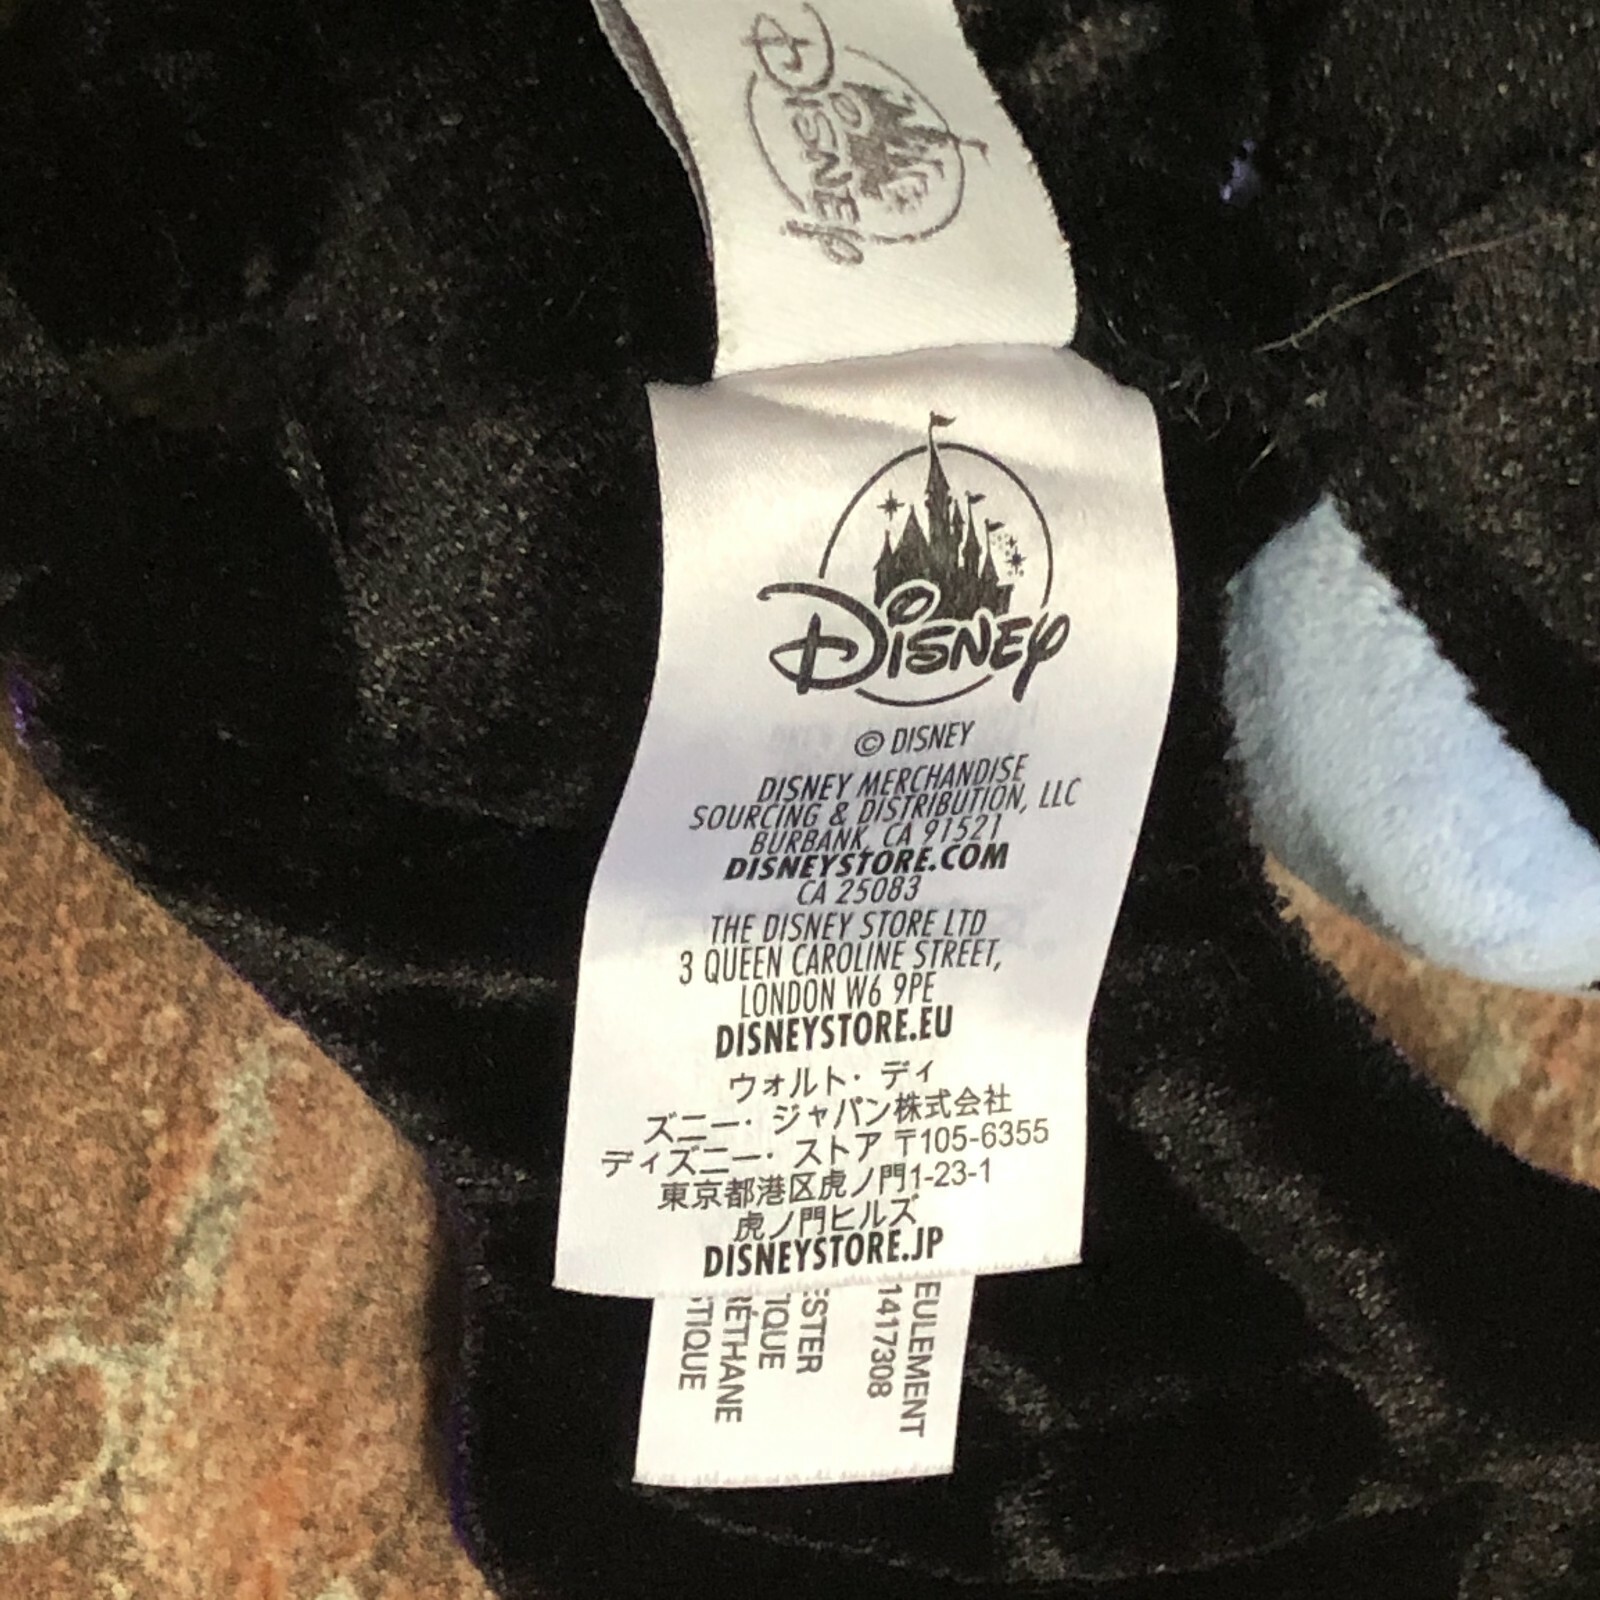 DISNEY
DISNEY
© DISNEY
DISNEY MERCHANDISE
SOURCING & DISTRIBUTION, LLC
BURBANK, CA 91521
DISNEYSTORE.COM
CA 25083
THE DISNEY STORE LTD
3 QUEEN CAROLINE STREET,
LONDON W6 9PE
DISNEYSTORE.EU
ウォルト・ディ
ズニー・ジャパン株式会社
ディズニー・ストア 〒105-6355
東京都港区虎ノ門1-23-1
虎ノ門ヒルズ
DISNEYSTORE.JP
EULEMENT
1417308
ESTER
TIQUE
RÉTHANE
TIQUE